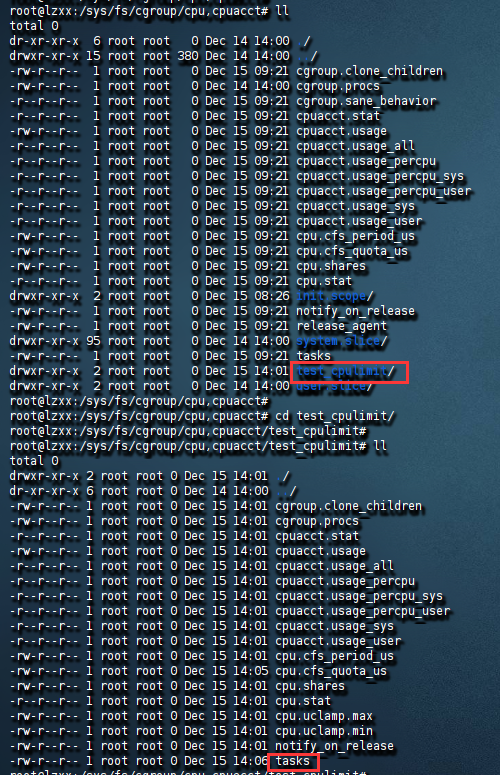 root@lzxx:/sys/fs/cgroup/cpu,cpuacct# ll
total 0
dr-xr-xr-x 6 root root 0 Dec 14 14:00 ./
drwxr-xr-x 15 root root 380 Dec 14 14:00 ../
-rw-r--r-- 1 root root 0 Dec 15 09:21 cgroup.clone_children
-rw-r--r-- 1 root root 0 Dec 15 09:21 cgroup.procs
-r--r--r-- 1 root root 0 Dec 15 09:21 cgroup.sane_behavior
-r--r--r-- 1 root root 0 Dec 15 09:21 cpuacct.stat
-rw-r--r-- 1 root root 0 Dec 15 09:21 cpuacct.usage
-r--r--r-- 1 root root 0 Dec 15 09:21 cpuacct.usage_all
-r--r--r-- 1 root root 0 Dec 15 09:21 cpuacct.usage_percpu
-r--r--r-- 1 root root 0 Dec 15 09:21 cpuacct.usage_percpu_sys
-r--r--r-- 1 root root 0 Dec 15 09:21 cpuacct.usage_percpu_user
-r--r--r-- 1 root root 0 Dec 15 09:21 cpuacct.usage_sys
-r--r--r-- 1 root root 0 Dec 15 09:21 cpuacct.usage_user
-rw-r--r-- 1 root root 0 Dec 15 09:21 cpu.cfs_period_us
-rw-r--r-- 1 root root 0 Dec 15 09:21 cpu.cfs_quota_us
-rw-r--r-- 1 root root 0 Dec 15 09:21 cpu.shares
-r--r--r-- 1 root root 0 Dec 15 09:21 cpu.stat
drwxr-xr-x 2 root root 0 Dec 15 08:26 init.scope/
-rw-r--r-- 1 root root 0 Dec 15 09:21 notify_on_release
-rw-r--r-- 1 root root 0 Dec 15 09:21 release_agent
drwxr-xr-x 95 root root 0 Dec 14 14:00 system.slice/
-rw-r--r-- 1 root root 0 Dec 15 09:21 tasks
drwxr-xr-x 2 root root 0 Dec 15 14:01 test_cpulimit/
drwxr-xr-x 2 root root 0 Dec 14 14:00 user.slice/
root@lzxx:/sys/fs/cgroup/cpu,cpuacct#
root@lzxx:/sys/fs/cgroup/cpu,cpuacct# cd test_cpulimit/
root@lzxx:/sys/fs/cgroup/cpu,cpuacct/test_cpulimit#
root@lzxx:/sys/fs/cgroup/cpu,cpuacct/test_cpulimit# ll
total 0
drwxr-xr-x 2 root root 0 Dec 15 14:01 ./
dr-xr-xr-x 6 root root 0 Dec 14 14:00 ../
-rw-r--r-- 1 root root 0 Dec 15 14:01 cgroup.clone_children
-rw-r--r-- 1 root root 0 Dec 15 14:01 cgroup.procs
-r--r--r-- 1 root root 0 Dec 15 14:01 cpuacct.stat
-rw-r--r-- 1 root root 0 Dec 15 14:01 cpuacct.usage
-r--r--r-- 1 root root 0 Dec 15 14:01 cpuacct.usage_all
-r--r--r-- 1 root root 0 Dec 15 14:01 cpuacct.usage_percpu
-r--r--r-- 1 root root 0 Dec 15 14:01 cpuacct.usage_percpu_sys
-r--r--r-- 1 root root 0 Dec 15 14:01 cpuacct.usage_percpu_user
-r--r--r-- 1 root root 0 Dec 15 14:01 cpuacct.usage_sys
-r--r--r-- 1 root root 0 Dec 15 14:01 cpuacct.usage_user
-rw-r--r-- 1 root root 0 Dec 15 14:01 cpu.cfs_period_us
-rw-r--r-- 1 root root 0 Dec 15 14:05 cpu.cfs_quota_us
-rw-r--r-- 1 root root 0 Dec 15 14:01 cpu.shares
-r--r--r-- 1 root root 0 Dec 15 14:01 cpu.stat
-rw-r--r-- 1 root root 0 Dec 15 14:01 cpu.uclamp.max
-rw-r--r-- 1 root root 0 Dec 15 14:01 cpu.uclamp.min
-rw-r--r-- 1 root root 0 Dec 15 14:01 notify_on_release
-rw-r--r-- 1 root root 0 Dec 15 14:06 tasks
root@lzxx:/sys/fs/cgroup/cpu,cpuacct/test_cpulimit#